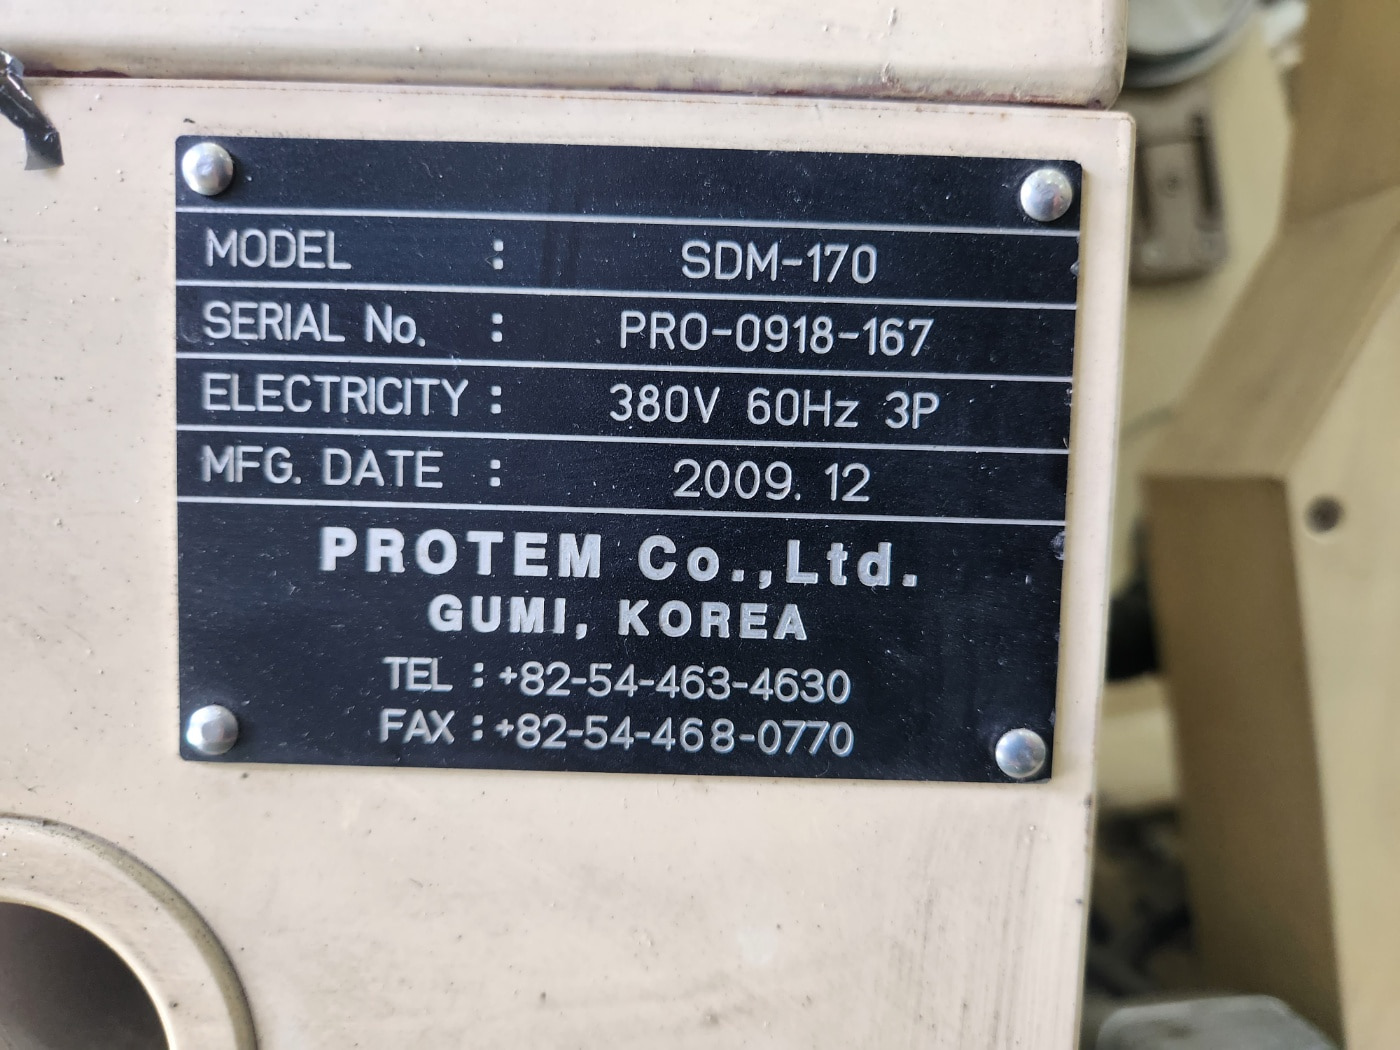 MODEL : SDM-170
SERIAL No. : PRO-0918-167
ELECTRICITY : 380V 60Hz 3P
MFG. DATE : 2009. 12
PROTEM Co.,Ltd.
GUMI, KOREA
TEL : +82-54-463-4630
FAX : +82-54-468-0770